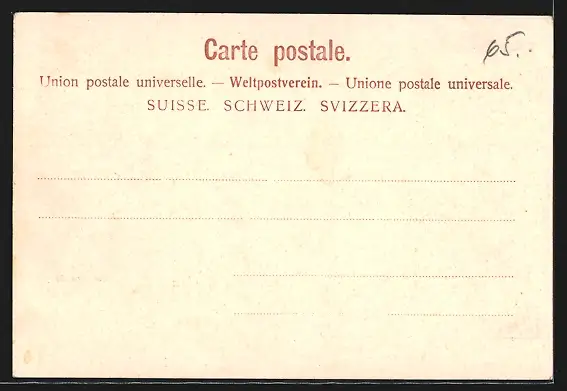 Carte postale.
65.
Union postale universelle. — Weltpostverein. — Unione postale universale.
SUISSE. SCHWEIZ. SVIZZERA.